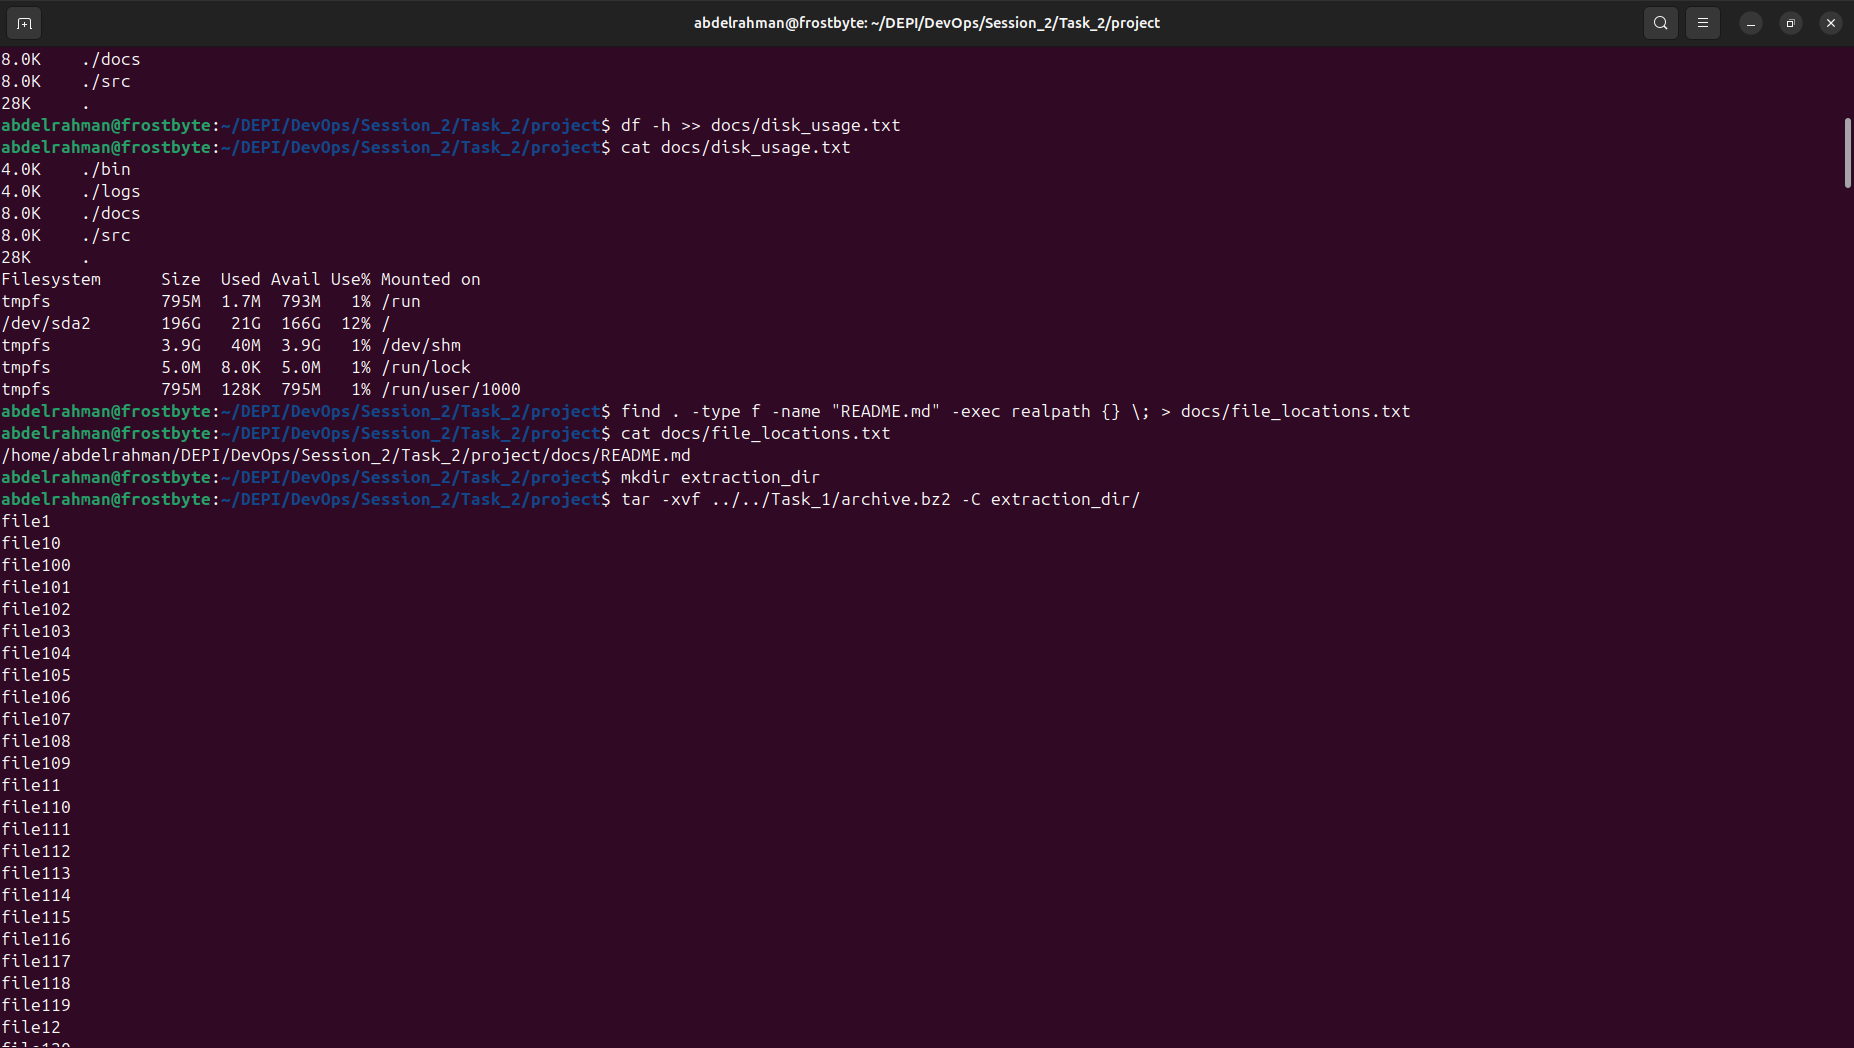 abdelrahman@frostbyte: ~/DEPI/DevOps/Session_2/Task_2/project
8.0K    ./docs
8.0K    ./src
28K     .
abdelrahman@frostbyte:~/DEPI/DevOps/Session_2/Task_2/project$ df -h >> docs/disk_usage.txt
abdelrahman@frostbyte:~/DEPI/DevOps/Session_2/Task_2/project$ cat docs/disk_usage.txt
4.0K    ./bin
4.0K    ./logs
8.0K    ./docs
8.0K    ./src
28K     .
Filesystem      Size  Used Avail Use% Mounted on
tmpfs           795M  1.7M  793M   1% /run
/dev/sda2       196G   21G  166G  12% /
tmpfs           3.9G   40M  3.9G   1% /dev/shm
tmpfs           5.0M  8.0K  5.0M   1% /run/lock
tmpfs           795M  128K  795M   1% /run/user/1000
abdelrahman@frostbyte:~/DEPI/DevOps/Session_2/Task_2/project$ find . -type f -name "README.md" -exec realpath {} \; > docs/file_locations.txt
abdelrahman@frostbyte:~/DEPI/DevOps/Session_2/Task_2/project$ cat docs/file_locations.txt
/home/abdelrahman/DEPI/DevOps/Session_2/Task_2/project/docs/README.md
abdelrahman@frostbyte:~/DEPI/DevOps/Session_2/Task_2/project$ mkdir extraction_dir
abdelrahman@frostbyte:~/DEPI/DevOps/Session_2/Task_2/project$ tar -xvf ../../Task_1/archive.bz2 -C extraction_dir/
file1
file10
file100
file101
file102
file103
file104
file105
file106
file107
file108
file109
file11
file110
file111
file112
file113
file114
file115
file116
file117
file118
file119
file12